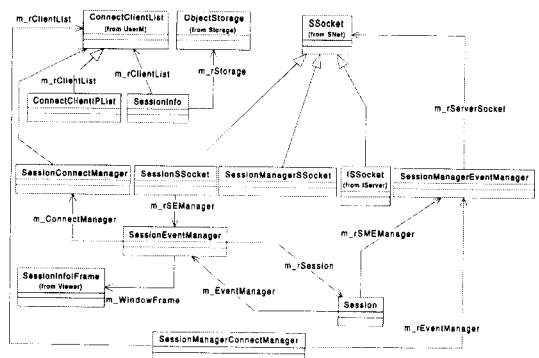 m_rClientList
ConnectClientList
(from UserM)
ObjectStorage
(from Storage)
SSocket
(from SNet)
m_rClientList
m_rClientList
m_rStorage
m_rServerSocket
ConnectClientIPList
SessionInfo
SessionConnectManager
SessionSSocket
SessionManagerSSocket
ISSocket
(from IServer)
SessionManagerEventManager
m_ConnectManager
m_rSEManager
m_rSMEManager
SessionEventManager
m_rSession
SessionInfolFrame
(from Viewer)
m_WindowFrame
m_EventManager
Session
m_rEventManager
SessionManagerConnectManager